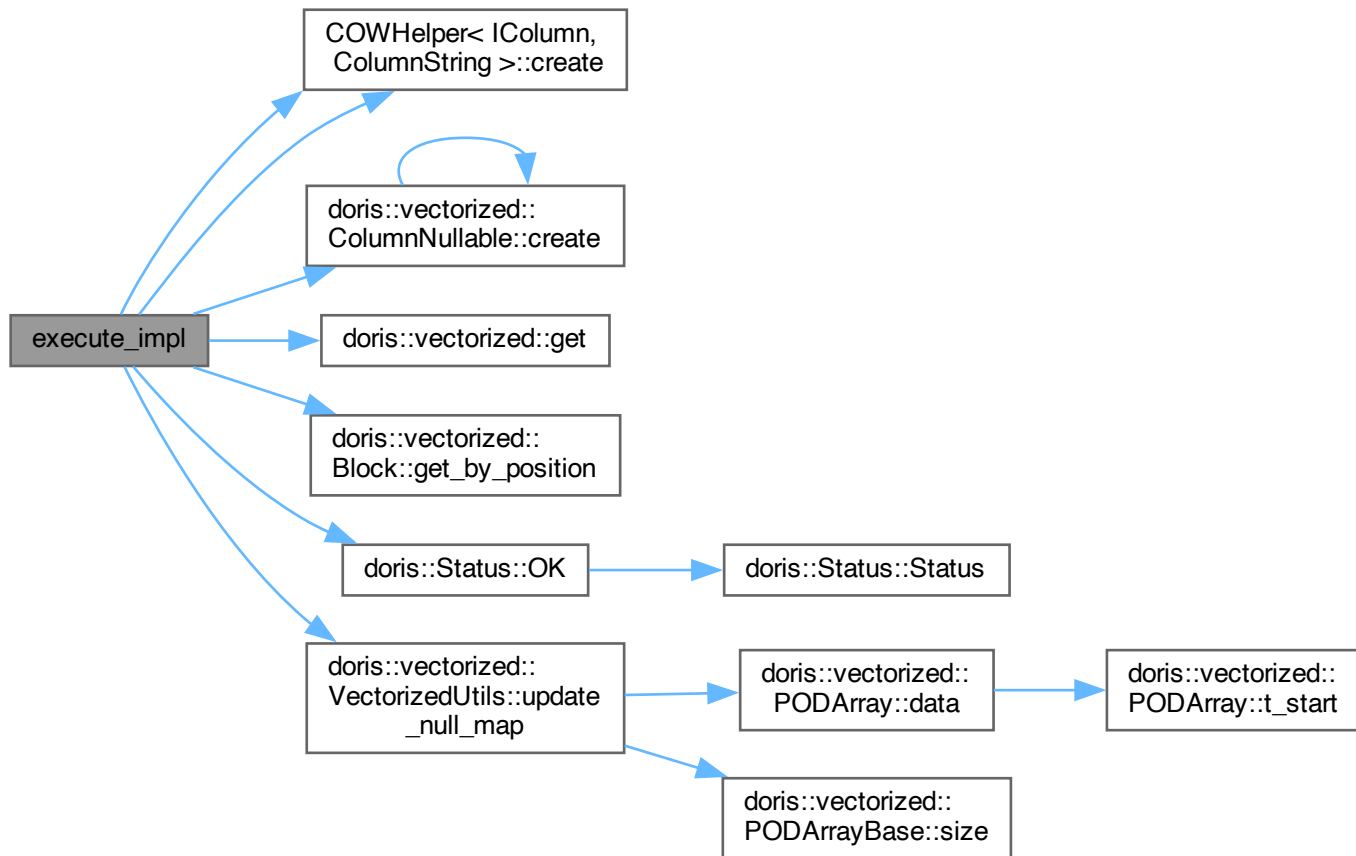 COWHelper< IColumn,
ColumnString >::create
doris::vectorized::
ColumnNullable::create
execute_impl
doris::vectorized::get
doris::vectorized::
Block::get_by_position
doris::Status::OK
doris::Status::Status
doris::vectorized::
VectorizedUtils::update
_null_map
doris::vectorized::
PODArray::data
doris::vectorized::
PODArray::t_start
doris::vectorized::
PODArrayBase::size